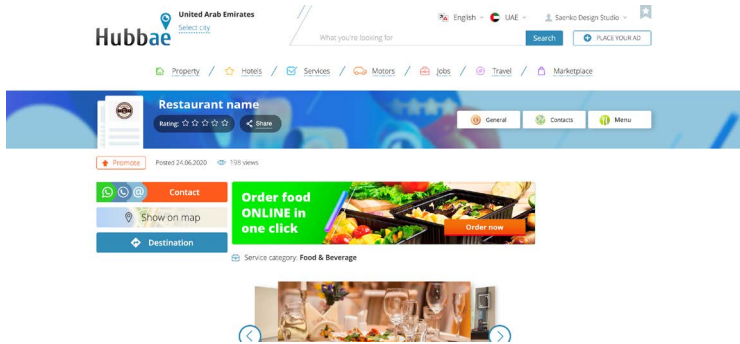 United Arab Emirates
Select city
Hubbae
English
UAE
Saenko Design Studio
What you're looking for
Search
PLACE YOUR AD
Property / Hotels / Services / Motors / Jobs / Travel / Marketplace
Restaurant name
Rating:
Share
General
Contacts
Menu
Promote
Posted 24.06.2020
198 views
Contact
Show on map
Destination
Order food
ONLINE in
one click
Order now
Service category: Food & Beverage